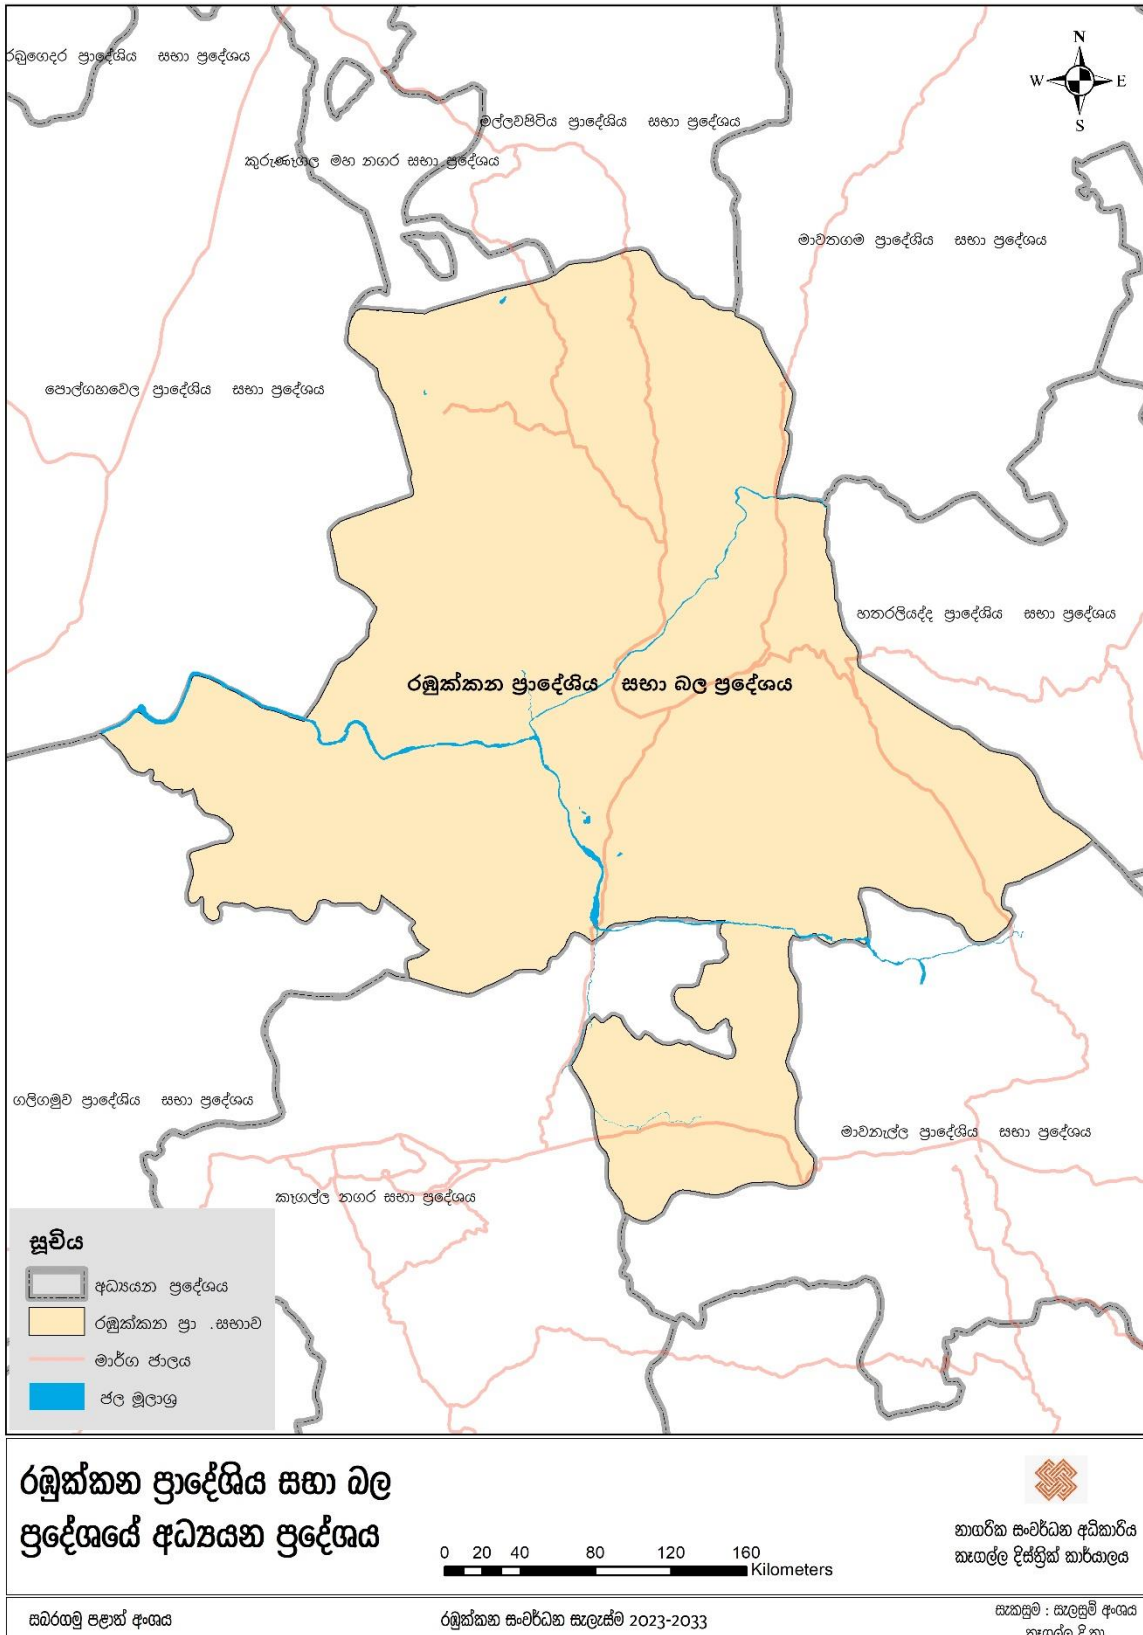 රබුගෙදර ප්‍රාදේශිය සභා ප්‍රදේශය
N
W E
S
මල්ලවපිටිය ප්‍රාදේශිය සභා ප්‍රදේශය
කුරුණෑගල මහ නගර සභා ප්‍රදේශය
මාවතගම ප්‍රාදේශිය සභා ප්‍රදේශය
පොල්ගහවෙල ප්‍රාදේශිය සභා ප්‍රදේශය
හතරලියද්ද ප්‍රාදේශිය සභා ප්‍රදේශය
රඹුක්කන ප්‍රාදේශිය සභා බල ප්‍රදේශය
ගලිගමුව ප්‍රාදේශිය සභා ප්‍රදේශය
මාවනැල්ල ප්‍රාදේශිය සභා ප්‍රදේශය
කෑගල්ල නගර සභා ප්‍රදේශය
සූචිය
අධ්‍යයන ප්‍රදේශය
රඹුක්කන ප්‍රා .සභාව
මාර්ග ජාලය
ජල මූලාශ්‍ර
රඹුක්කන ප්‍රාදේශිය සභා බල
ප්‍රදේශයේ අධ්‍යයන ප්‍රදේශය
0 20 40 80 120 160
Kilometers
නාගරික සංවර්ධන අධිකාරිය
කෑගල්ල දිස්ත්‍රික් කාර්යාලය
සබරගමු පළාත් අංශය
රඹුක්කන සංවර්ධන සැලැස්ම 2023-2033
සැකසුම : සැලසුම් අංශය